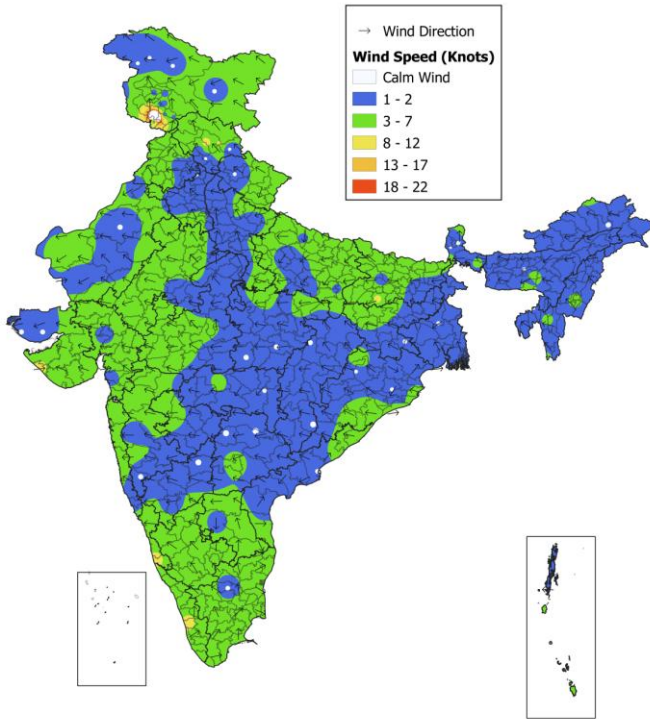 Wind Direction
Wind Speed (Knots)
Calm Wind
1 - 2
3 - 7
8 - 12
13 - 17
18 - 22